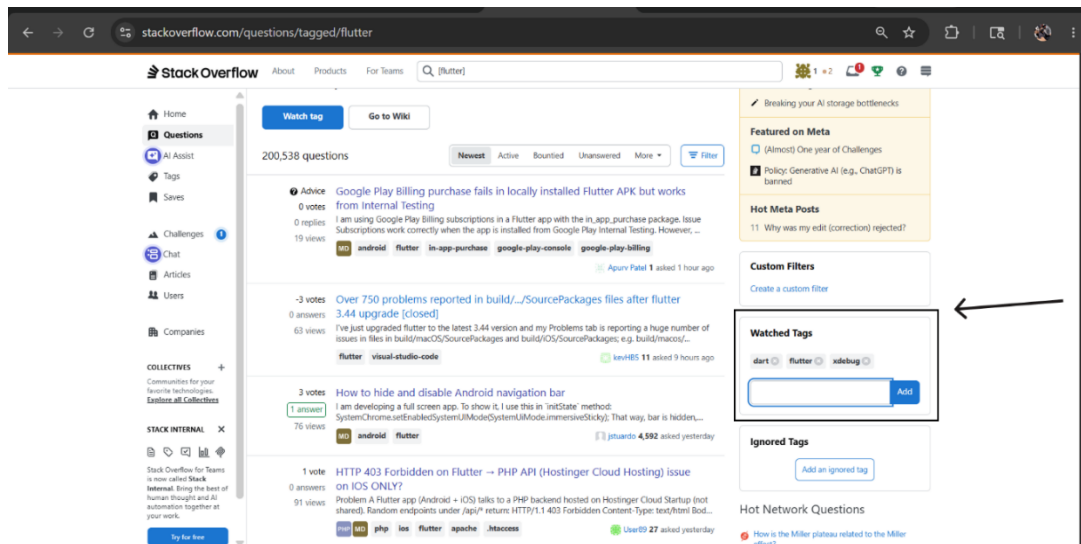 stackoverflow.com/questions/tagged/flutter
Stack Overflow About Products For Teams [flutter] 1 2 1
Home
Questions
AI Assist
Tags
Saves
Challenges 1
Chat
Articles
Users
Companies
COLLECTIVES +
Communities for your
favorite technologies.
Explore all Collectives
STACK INTERNAL X
Stack Overflow for Teams
is now called Stack
Internal. Bring the best of
human thought and AI
automation together at
your work.
Try for free
Watch tag Go to Wiki
200,538 questions Newest Active Bountied Unanswered More Filter
Advice
0 votes
0 replies
19 views
Google Play Billing purchase fails in locally installed Flutter APK but works
from Internal Testing
I am using Google Play Billing subscriptions in a Flutter app with the in_app_purchase package. Issue
Subscriptions work correctly when the app is installed from Google Play Internal Testing. However, ...
MD android flutter in-app-purchase google-play-console google-play-billing
Apurv Patel 1 asked 1 hour ago
-3 votes
0 answers
63 views
Over 750 problems reported in build/.../SourcePackages files after flutter
3.44 upgrade [closed]
I've just upgraded flutter to the latest 3.44 version and my Problems tab is reporting a huge number of
issues in files in build/macOS/SourcePackages and build/iOS/SourcePackages; e.g. build/macos/...
flutter visual-studio-code
kevHBS 11 asked 9 hours ago
3 votes
1 answer
76 views
How to hide and disable Android navigation bar
I am developing a full screen app. To show it, I use this in `initState` method:
SystemChrome.setEnabledSystemUIMode(SystemUiMode.immersiveSticky); That way, bar is hidden,...
MD android flutter
jstuardo 4,592 asked yesterday
1 vote
0 answers
91 views
HTTP 403 Forbidden on Flutter → PHP API (Hostinger Cloud Hosting) issue
on IOS ONLY?
Problem A Flutter app (Android + iOS) talks to a PHP backend hosted on Hostinger Cloud Startup (not
shared). Random endpoints under /api/* return: HTTP/1.1 403 Forbidden Content-Type: text/html Bod...
PHP MD php ios flutter apache .htaccess
User89 27 asked yesterday
Breaking your AI storage bottlenecks
Featured on Meta
(Almost) One year of Challenges
Policy: Generative AI (e.g., ChatGPT) is
banned
Hot Meta Posts
11 Why was my edit (correction) rejected?
Custom Filters
Create a custom filter
Watched Tags
dart flutter xdebug
Add
Ignored Tags
Add an ignored tag
Hot Network Questions
How is the Miller plateau related to the Miller
effect?